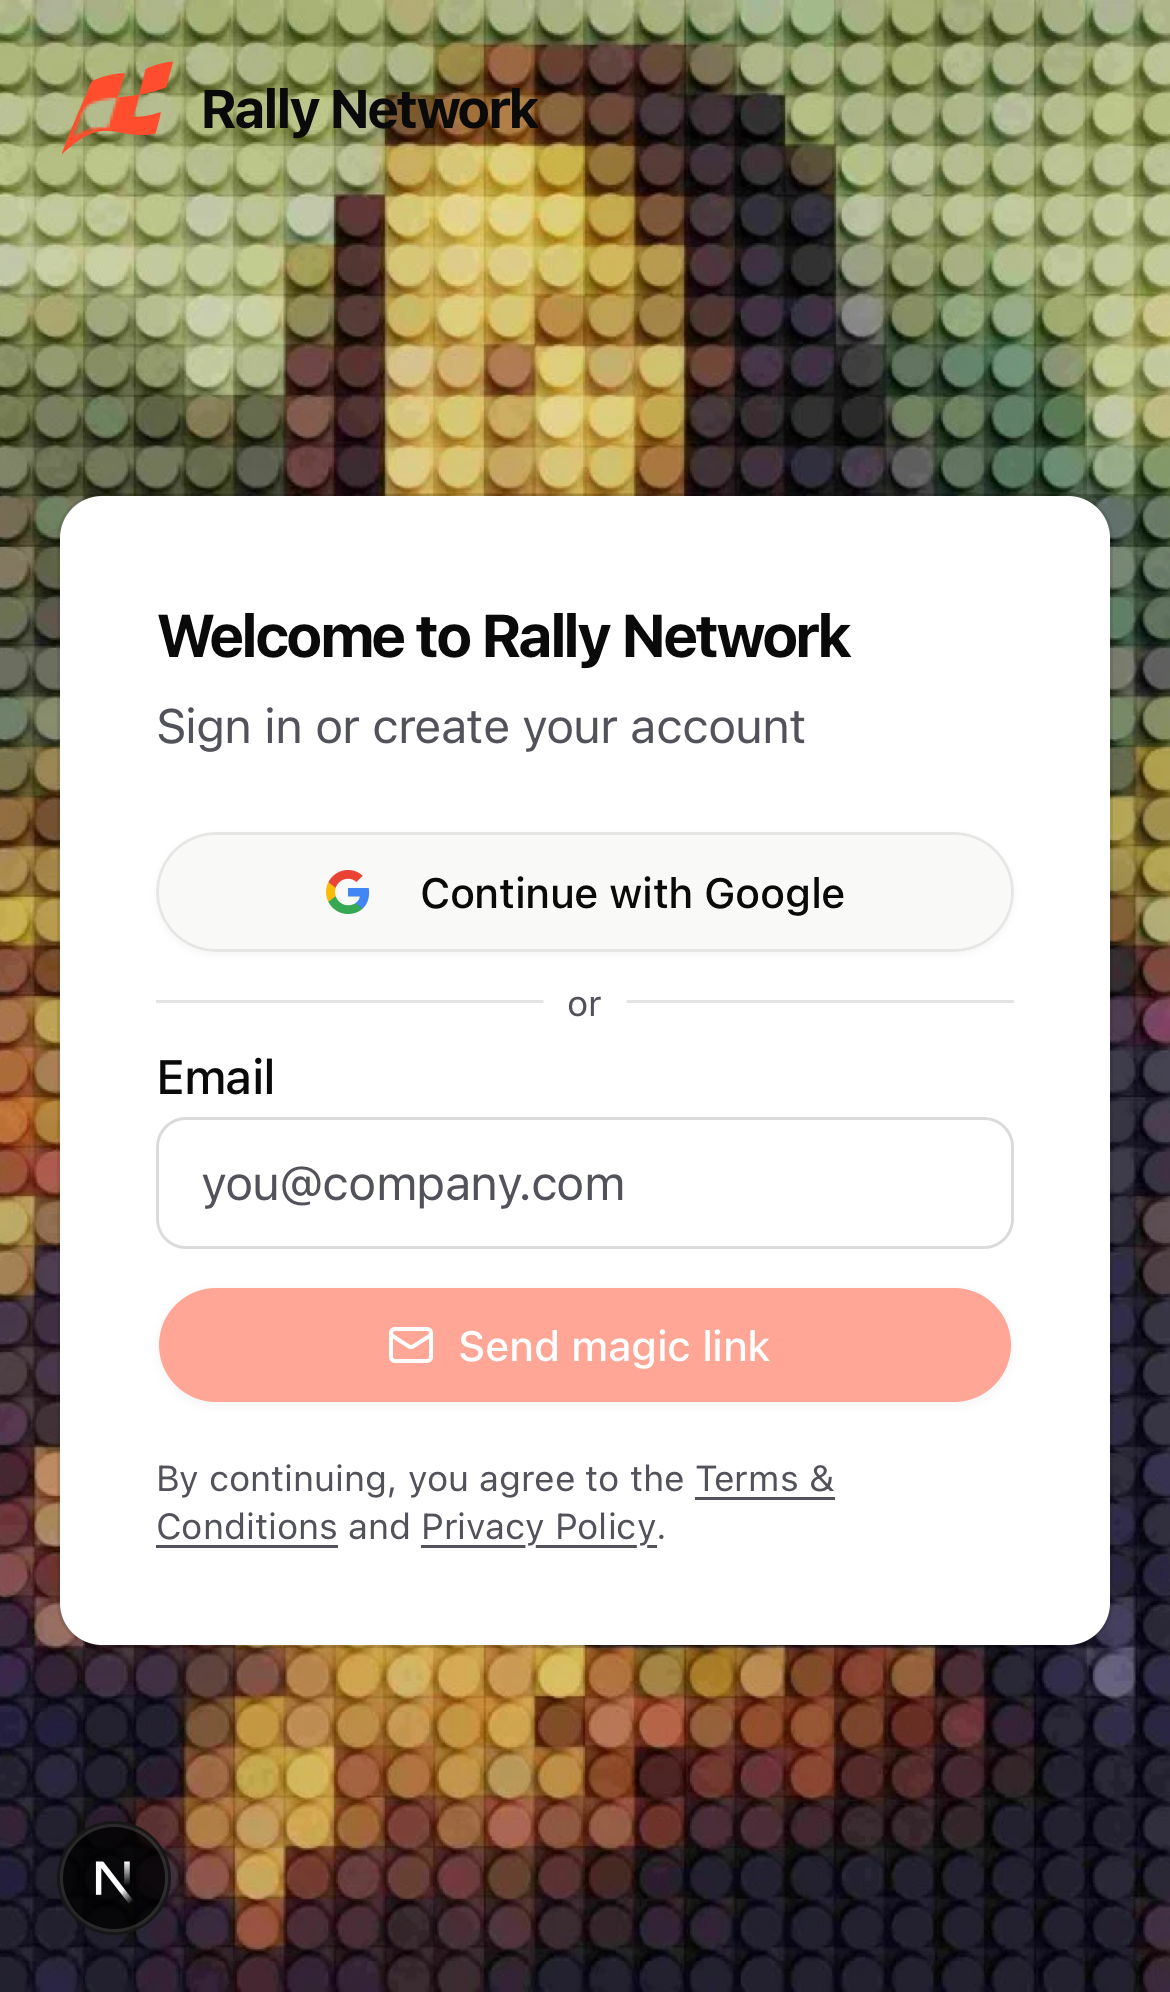 Rally Network
Welcome to Rally Network
Sign in or create your account
Continue with Google
or
Email
you@company.com
Send magic link
By continuing, you agree to the Terms &
Conditions and Privacy Policy.
N